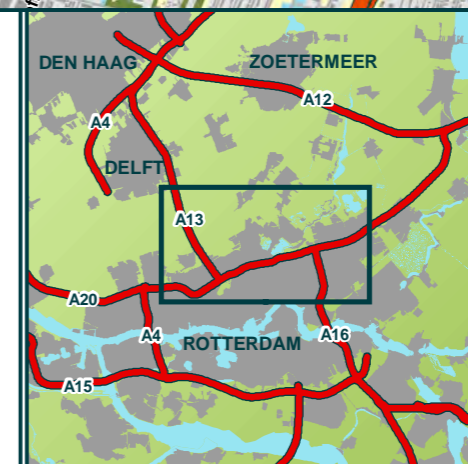 DEN HAAG
ZOETERMEER
A12
A4
DELFT
A13
A20
A4
ROTTERDAM
A16
A15